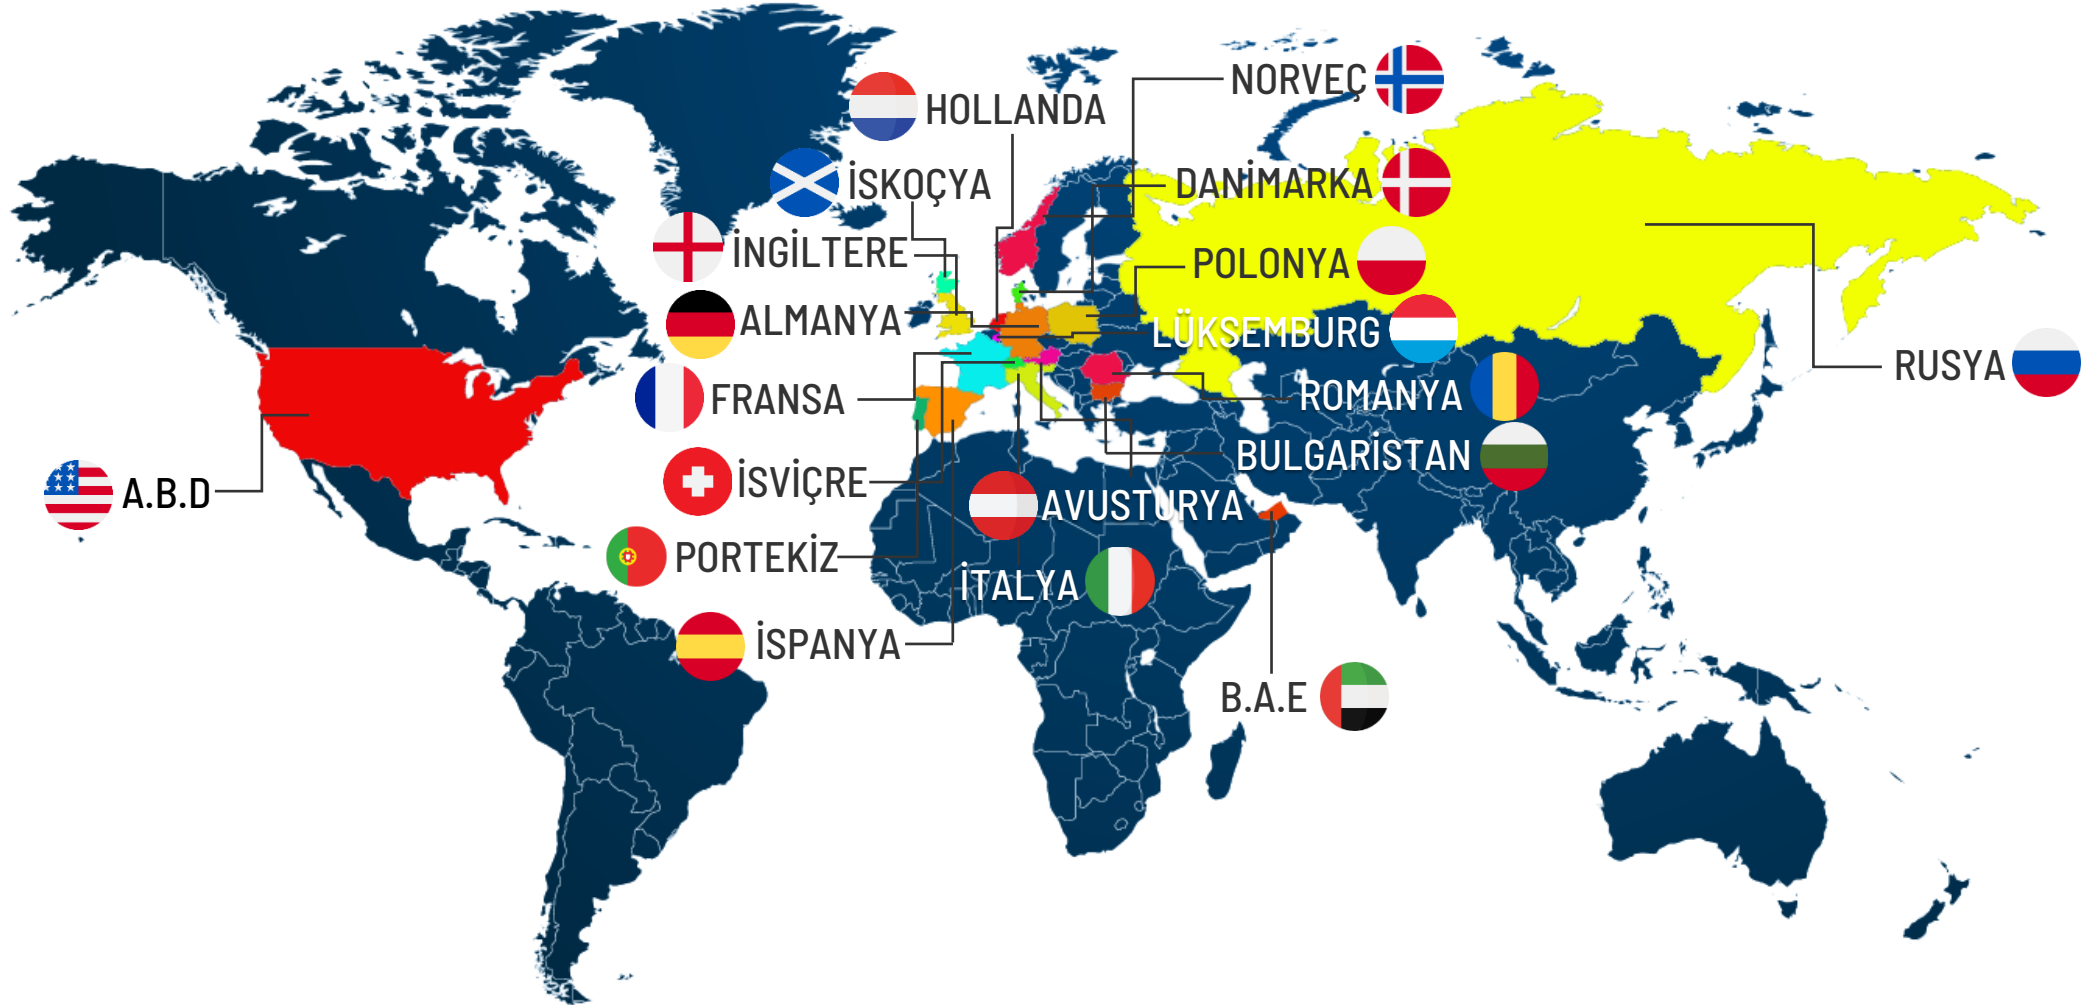 NORVEÇ
HOLLANDA
İSKOÇYA
DANİMARKA
İNGİLTERE
POLONYA
ALMANYA
LÜKSEMBURG
RUSYA
FRANSA
ROMANYA
BULGARİSTAN
İSVİÇRE
A.B.D
AVUSTURYA
PORTEKİZ
İTALYA
İSPANYA
B.A.E